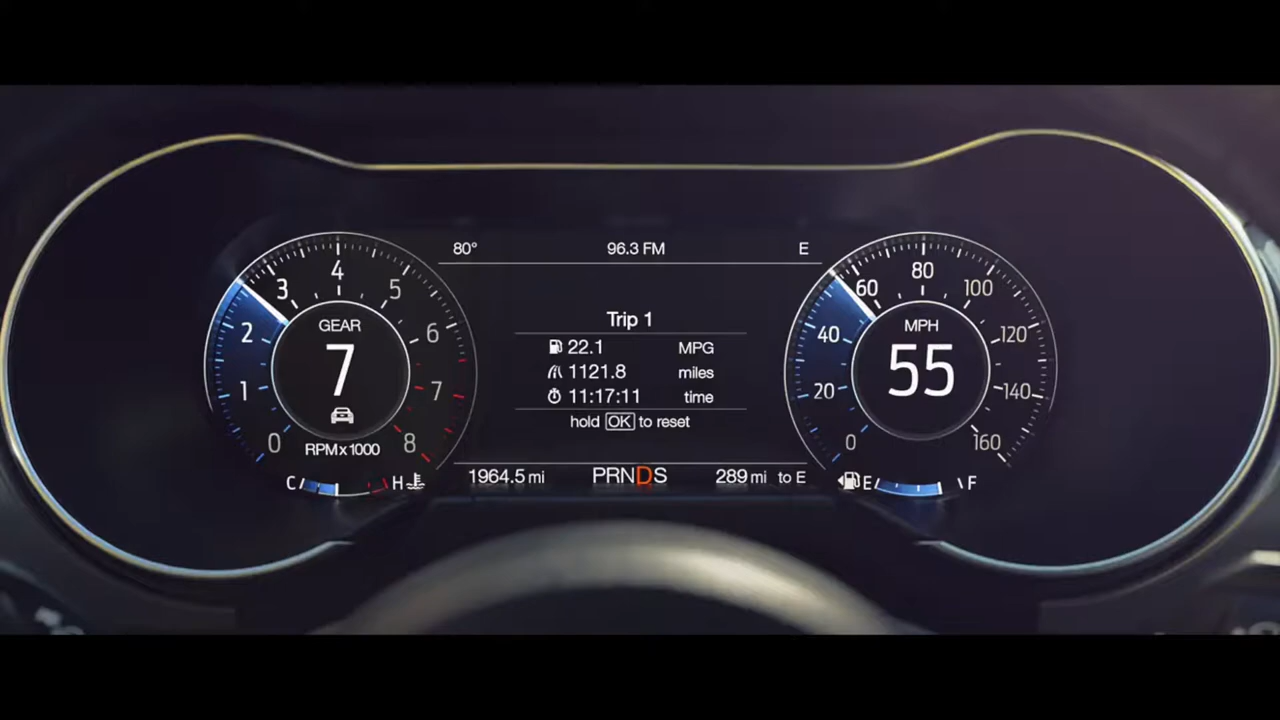 80° 96.3 FM E
4
3 5
2 6
1 7
0 8
GEAR
7
RPMx1000
C H
Trip 1
22.1 MPG
1121.8 miles
11:17:11 time
hold OK to reset
1964.5 mi PRNDS 289 mi to E
80
60 100
40 120
20 140
0 160
MPH
55
E F